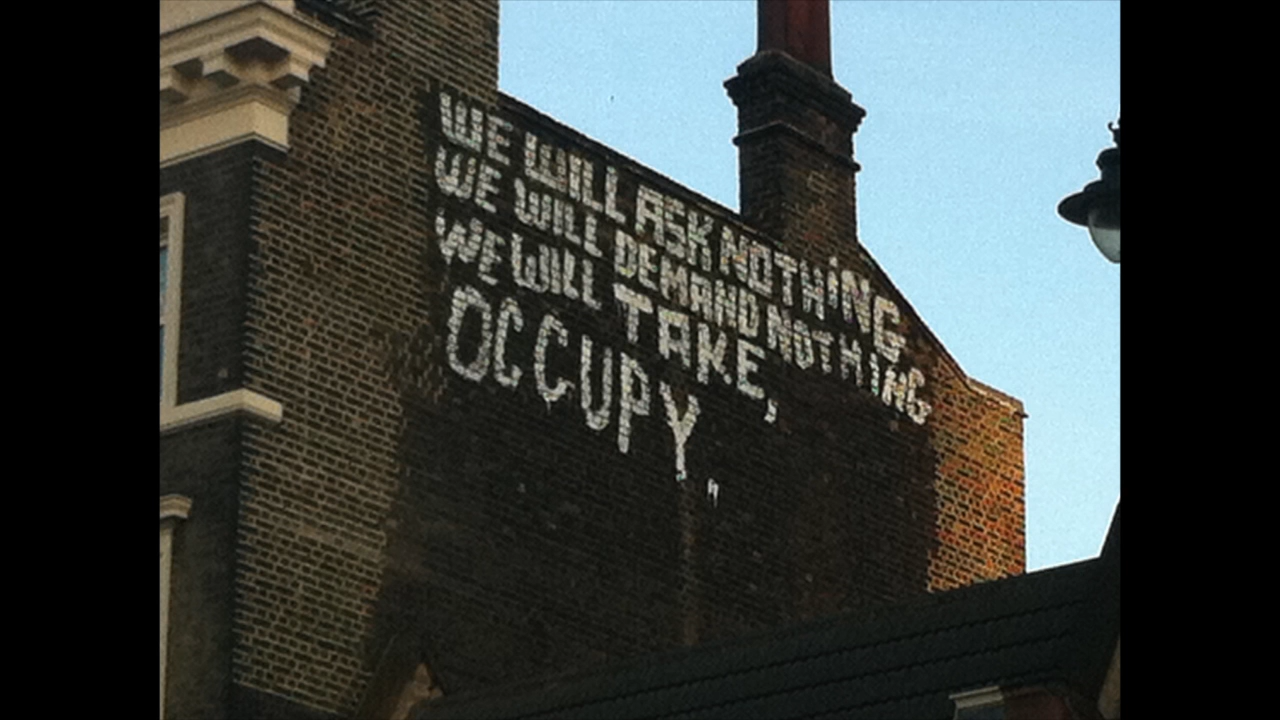 WE WILL ASK NOTHiNG
WE WILL DEMAND NOTHiNG
WE WILL TAKE,
OCCUPY.